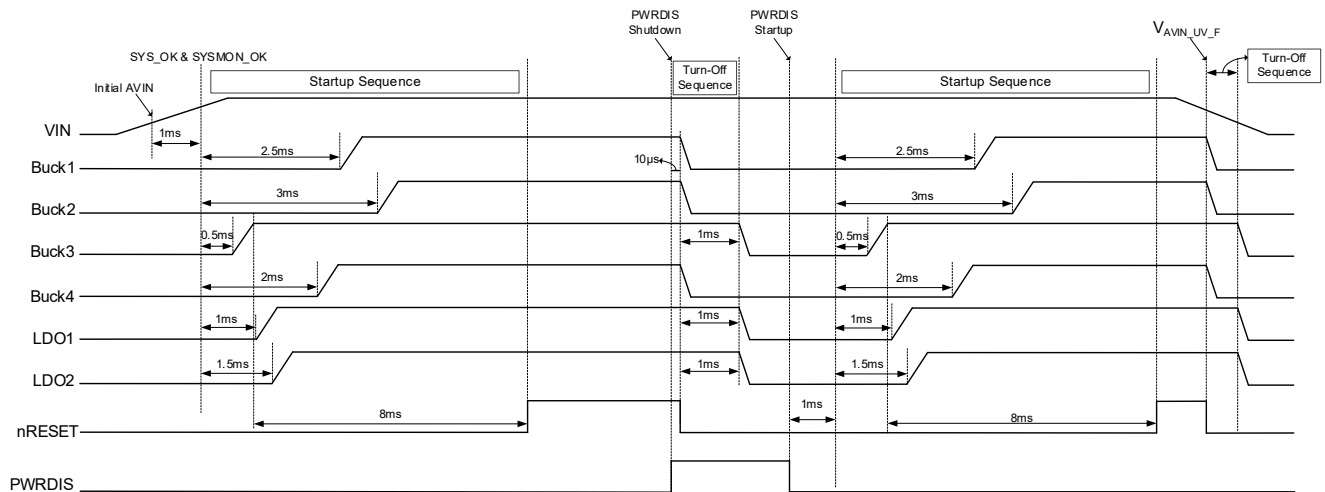 PWRDIS
Shutdown
PWRDIS
Startup
VAVIN_UV_F
SYS_OK & SYSMON_OK
Turn-Off
Sequence
Turn-Off
Sequence
Startup Sequence
Startup Sequence
Initial AVIN
VIN
1ms
2.5ms
2.5ms
Buck1
10µs
3ms
3ms
Buck2
0.5ms
1ms
0.5ms
Buck3
2ms
2ms
Buck4
1ms
1ms
1ms
LDO1
1.5ms
1ms
1.5ms
LDO2
1ms
8ms
8ms
nRESET
PWRDIS